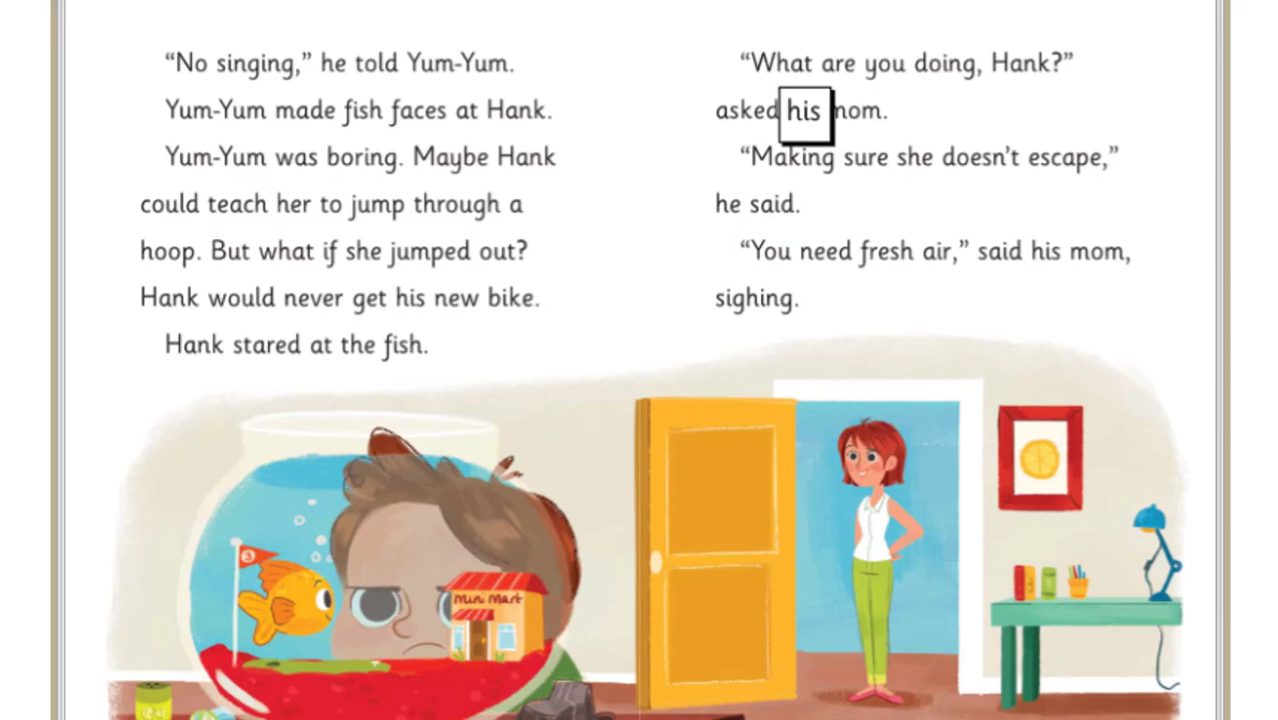 “No singing,” he told Yum-Yum.
Yum-Yum made fish faces at Hank.
Yum-Yum was boring. Maybe Hank
could teach her to jump through a
hoop. But what if she jumped out?
Hank would never get his new bike.
Hank stared at the fish.
“What are you doing, Hank?”
asked his mom.
“Making sure she doesn’t escape,”
he said.
“You need fresh air,” said his mom,
sighing.
3
Mini Mart